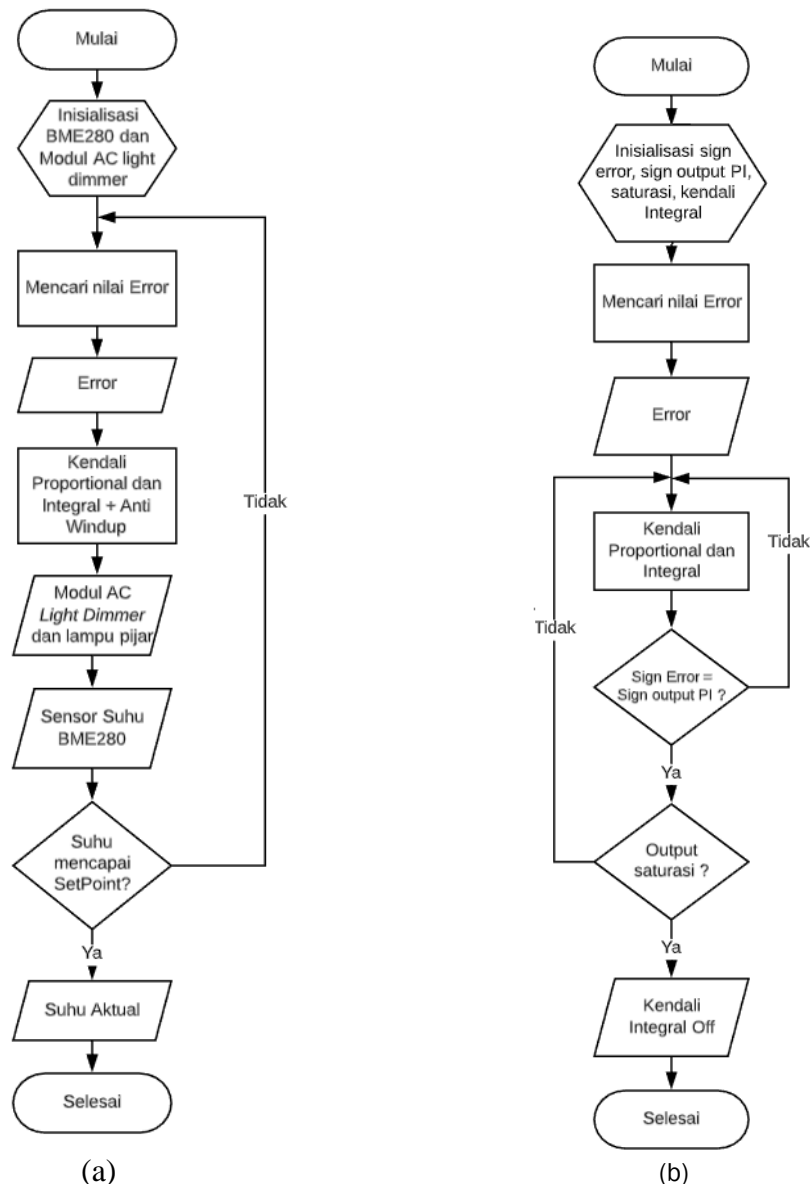 Mulai
Inisialisasi
BME280 dan
Modul AC light
dimmer
Mencari nilai Error
Error
Kendali
Proportional dan
Integral + Anti
Windup
Tidak
Modul AC
Light Dimmer
dan lampu pijar
Sensor Suhu
BME280
Suhu
mencapai
SetPoint?
Ya
Suhu Aktual
Selesai
(a)
Mulai
Inisialisasi sign
error, sign output PI,
saturasi, kendali
Integral
Mencari nilai Error
Error
Kendali
Proportional dan
Integral
Tidak
Tidak
Sign Error =
Sign output PI ?
Ya
Output
saturasi ?
Ya
Kendali
Integral Off
Selesai
(b)